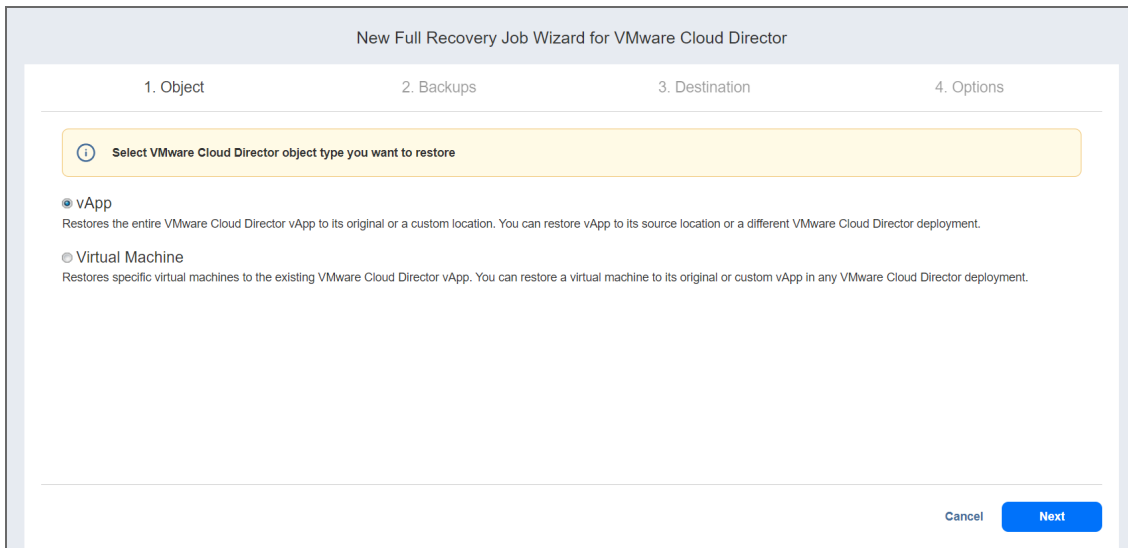 New Full Recovery Job Wizard for VMware Cloud Director
1. Object 2. Backups 3. Destination 4. Options
Select VMware Cloud Director object type you want to restore
vApp
Restores the entire VMware Cloud Director vApp to its original or a custom location. You can restore vApp to its source location or a different VMware Cloud Director deployment.
Virtual Machine
Restores specific virtual machines to the existing VMware Cloud Director vApp. You can restore a virtual machine to its original or custom vApp in any VMware Cloud Director deployment.
Cancel Next